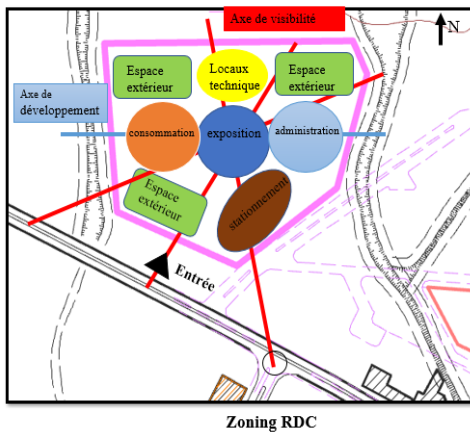 Axe de visibilité
N
Espace
extérieur
Locaux
technique
Espace
extérieur
Axe de
développement
consommation
exposition
administration
Espace
extérieur
stationnement
Entrée
Zoning RDC